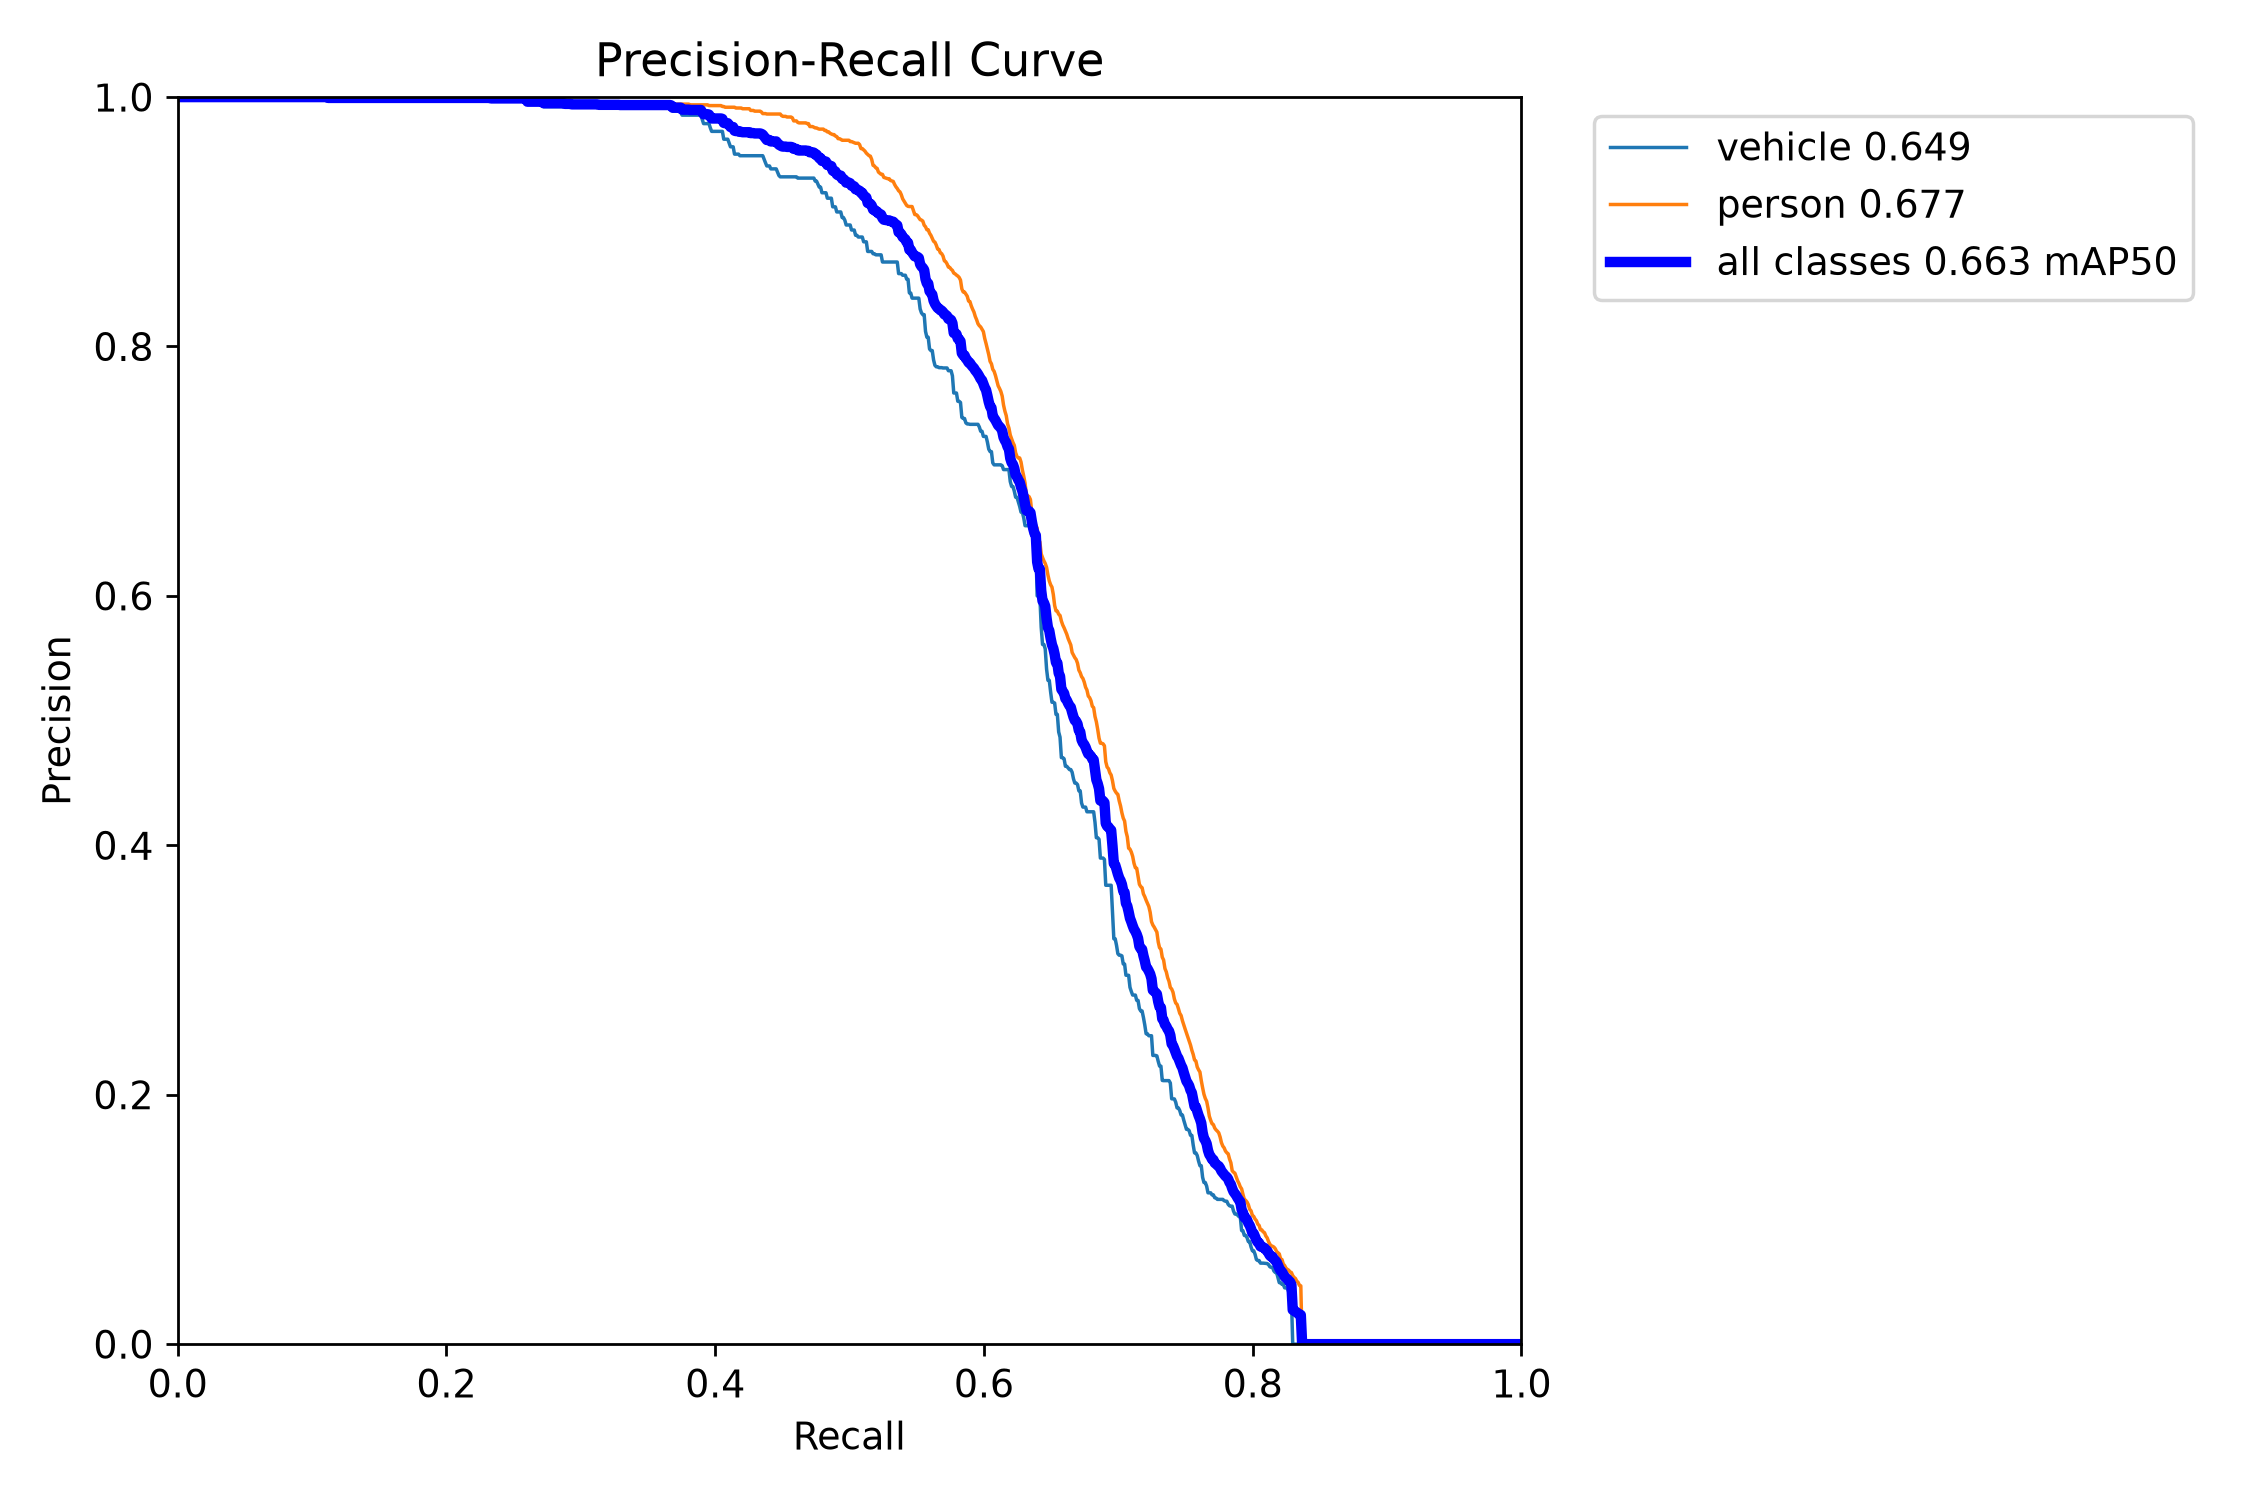 Precision-Recall Curve
1.0
0.8
0.6
0.4
0.2
0.0
Precision
0.0 0.2 0.4 0.6 0.8 1.0
Recall
vehicle 0.649
person 0.677
all classes 0.663 mAP50